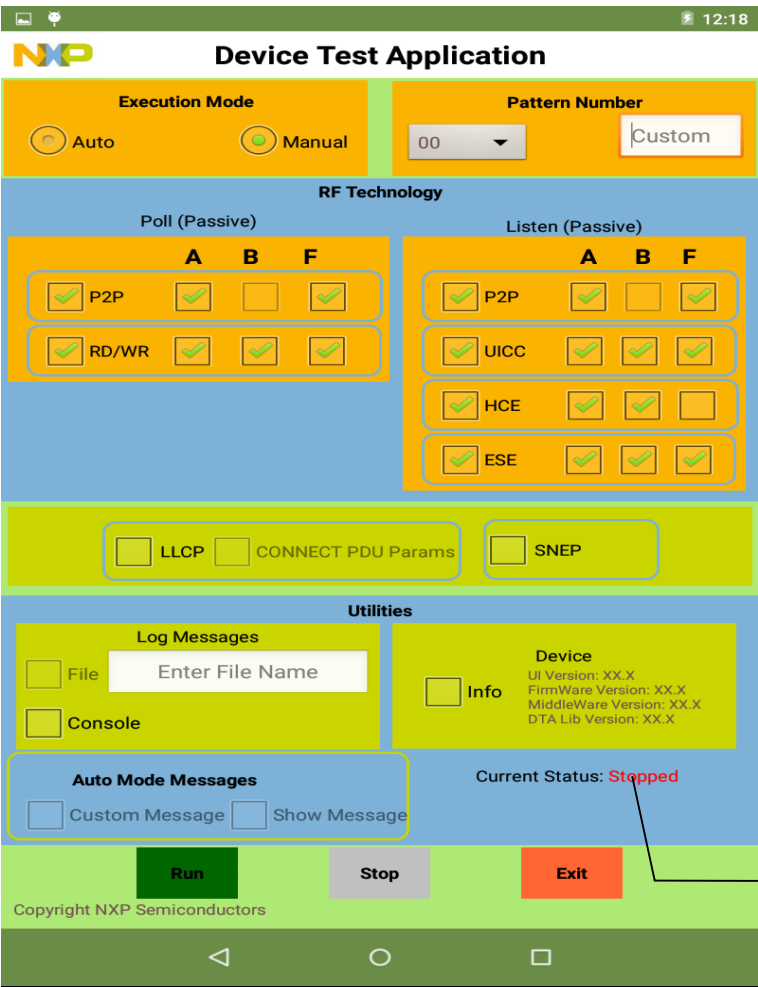 12:18
NXP
Device Test Application
Execution Mode
Auto
Manual
Pattern Number
00
Custom
RF Technology
Poll (Passive)
A B F
P2P
RD/WR
Listen (Passive)
A B F
P2P
UICC
HCE
ESE
LLCP
CONNECT PDU Params
SNEP
Utilities
Log Messages
File
Enter File Name
Console
Device
Info
UI Version: XX.X
FirmWare Version: XX.X
MiddleWare Version: XX.X
DTA Lib Version: XX.X
Auto Mode Messages
Custom Message
Show Message
Current Status: Stopped
Run
Stop
Exit
Copyright NXP Semiconductors